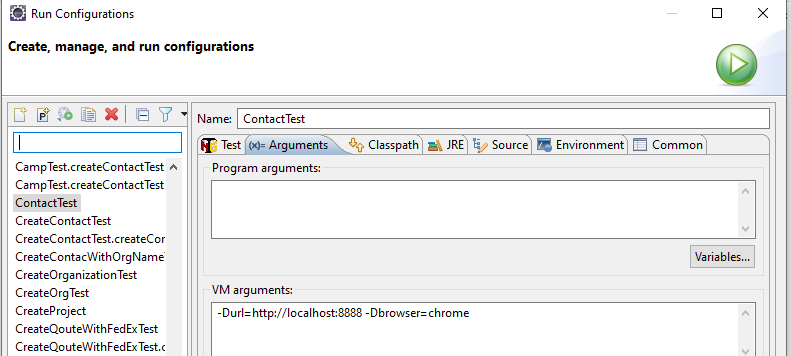 Run Configurations
Create, manage, and run configurations
Name: ContactTest
Test (x)= Arguments Classpath JRE Source Environment Common
CampTest.createContactTest
CampTest.createContactTest
ContactTest
CreateContactTest
CreateContactTest.createCor
CreateContacWithOrgName
CreateOrganizationTest
CreateOrgTest
CreateProject
CreateQouteWithFedExTest
CreateQouteWithFedExTest.c
Program arguments:
Variables...
VM arguments:
-Durl=http://localhost:8888 -Dbrowser=chrome